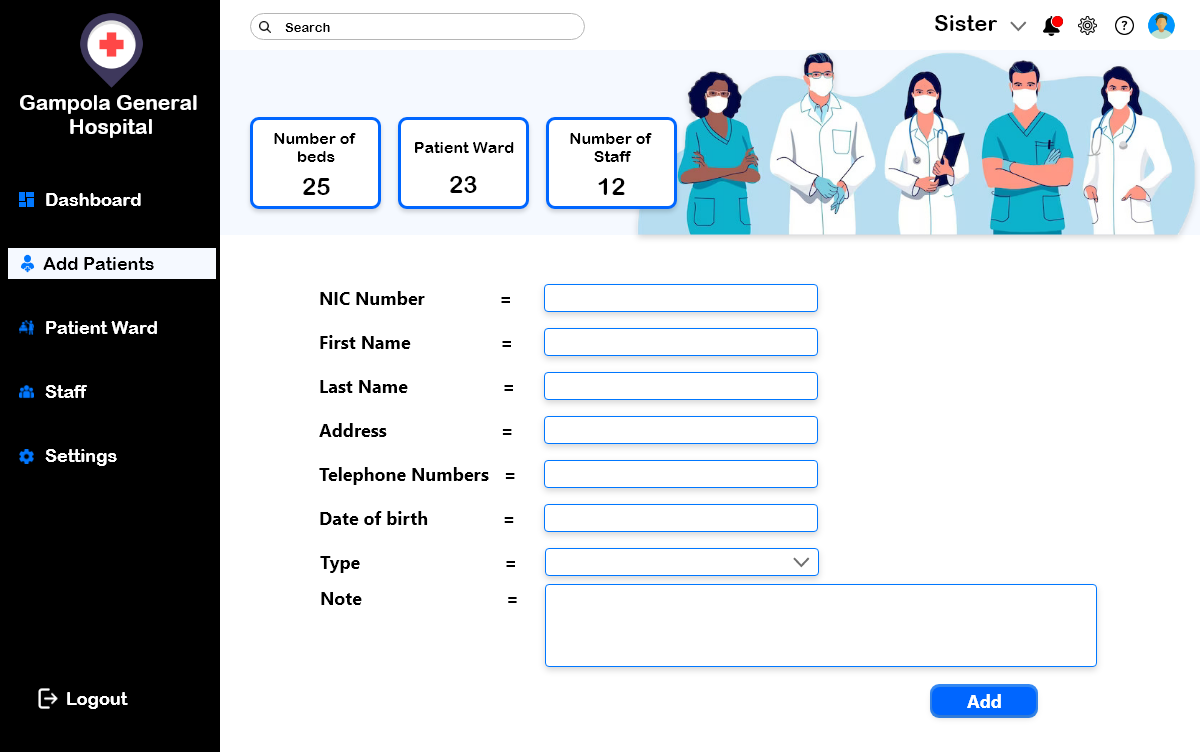 Gampola General
Hospital
Dashboard
Add Patients
Patient Ward
Staff
Settings
Logout
Search
Sister
Number of
beds
25
Patient Ward
23
Number of
Staff
12
NIC Number =
First Name =
Last Name =
Address =
Telephone Numbers =
Date of birth =
Type =
Note =
Add